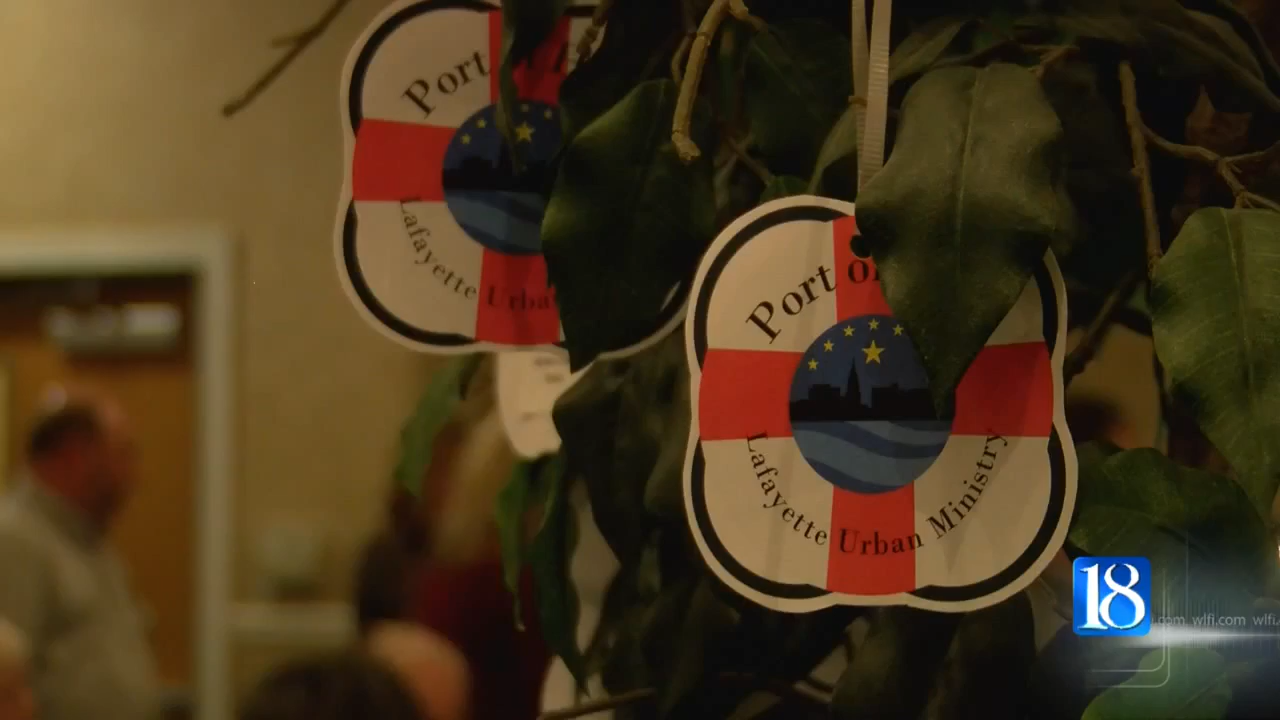 Port
Lafayette Urban
Port of
Lafayette Urban Ministry
18
.com wlfi.com wlfi.